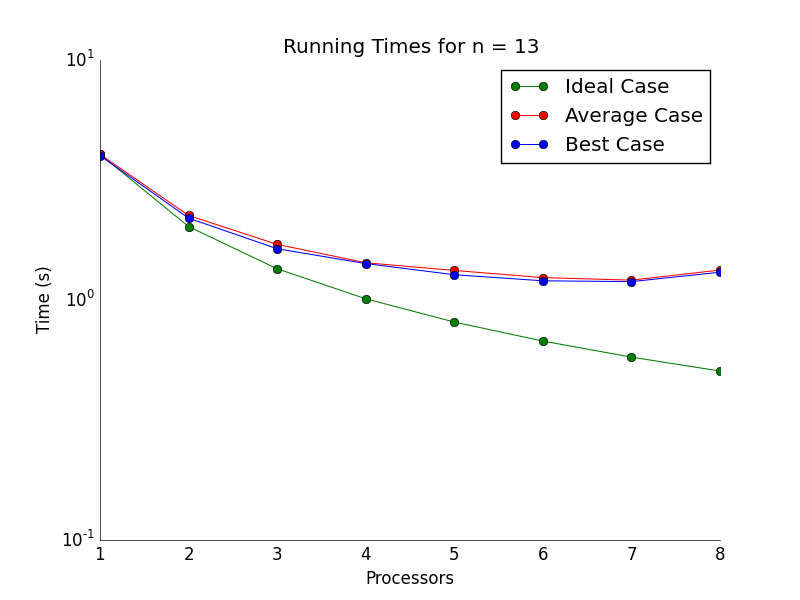 Running Times for n = 13
10^1
Ideal Case
Average Case
Best Case
Time (s)
10^0
10^-1
1 2 3 4 5 6 7 8
Processors